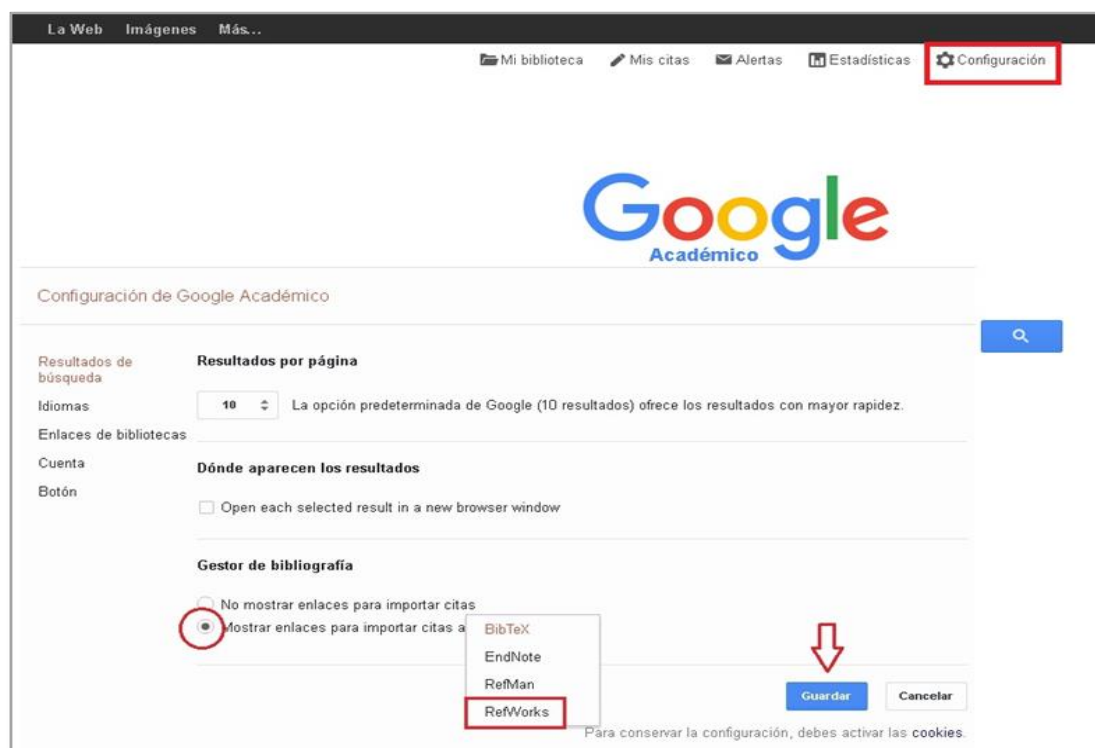 La Web Imágenes Más...
Mi biblioteca Mis citas Alertas Estadísticas Configuración
Google
Académico
Configuración de Google Académico
Resultados de
búsqueda
Idiomas
Enlaces de bibliotecas
Cuenta
Botón
Resultados por página
10 La opción predeterminada de Google (10 resultados) ofrece los resultados con mayor rapidez.
Dónde aparecen los resultados
Open each selected result in a new browser window
Gestor de bibliografía
No mostrar enlaces para importar citas
Mostrar enlaces para importar citas a
BibTeX
EndNote
RefMan
RefWorks
Guardar Cancelar
Para conservar la configuración, debes activar las cookies.